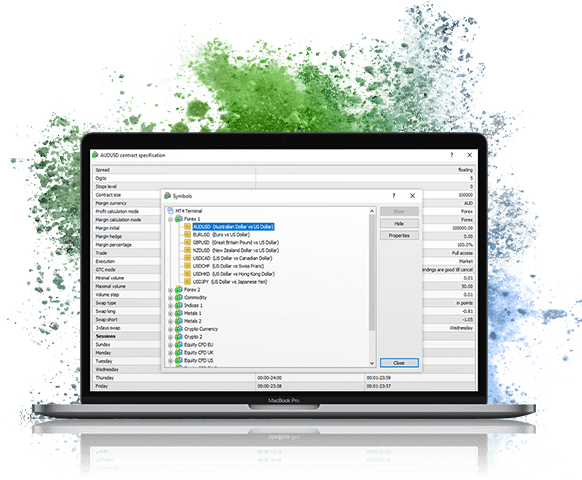 AUDUSD contract specification
Spread floating
Digits 5
Stops level 0
Contract size 100000
Margin currency AUD
Profit calculation mode Forex
Margin calculation mode Forex
Margin initial 100000.00
Margin hedge 0.00
Margin percentage 100.0%
Trade Full access
Execution Market
GTC mode endings are good till cancel
Minimal volume 0.01
Maximal volume 50.00
Volume step 0.01
Swap type in points
Swap long -0.81
Swap short -1.05
3-days swap Wednesday
Sessions
Sunday
Monday
Tuesday
Wednesday
Thursday 00:00-24:00 00:01-23:59
Friday 00:00-23:58 00:01-23:57
Symbols
MT4 Terminal
Forex 1
AUDUSD (Australian Dollar vs US Dollar)
EURUSD (Euro vs US Dollar)
GBPUSD (Great Britain Pound vs US Dollar)
NZDUSD (New Zealand Dollar vs US Dollar)
USDCAD (US Dollar vs Canadian Dollar)
USDCHF (US Dollar vs Swiss Franc)
USDHKD (US Dollar vs Hong Kong Dollar)
USDJPY (US Dollar vs Japanese Yen)
Forex 2
Commodity
Indices 1
Metals 1
Metals 2
Crypto Currency
Crypto 2
Equity CFD EU
Equity CFD UK
Equity CFD US
Show
Hide
Properties
Close
MacBook Pro